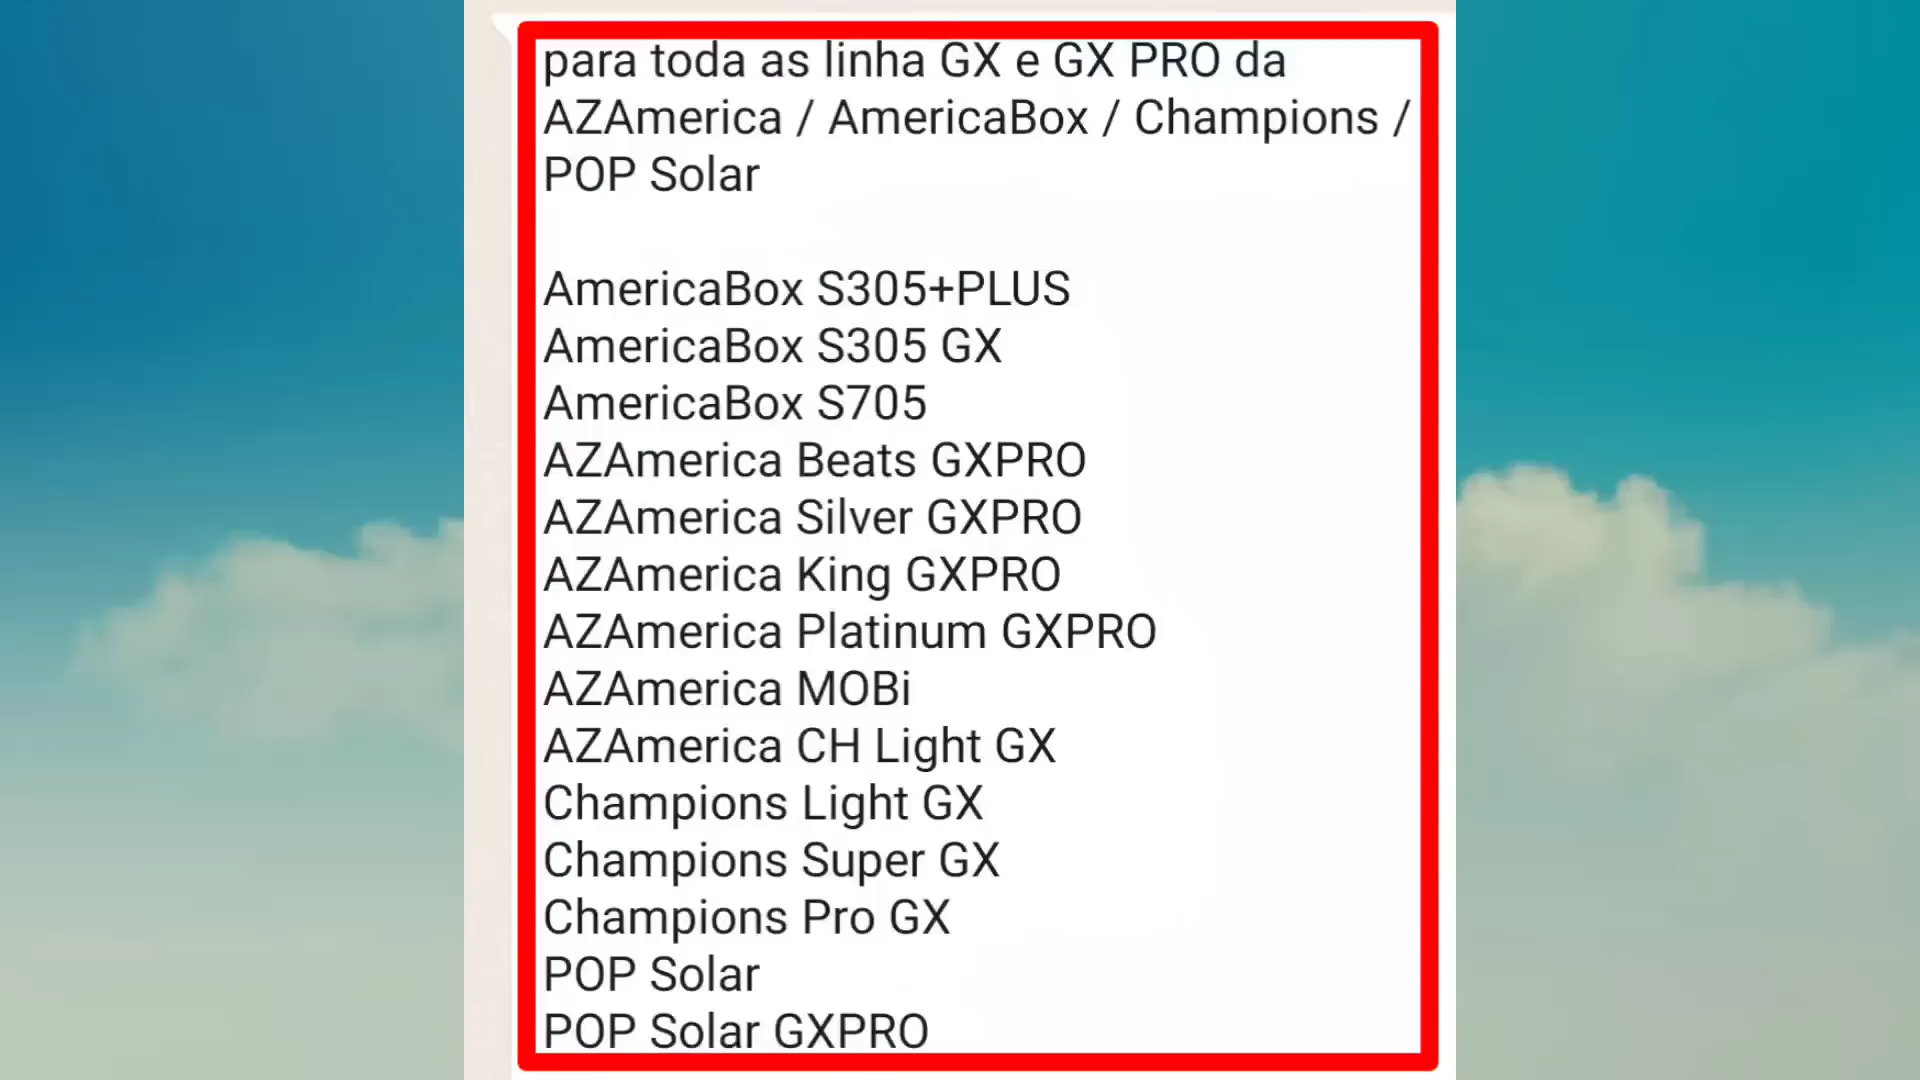 para toda as linha GX e GX PRO da
AZAmerica / AmericaBox / Champions /
POP Solar
AmericaBox S305+PLUS
AmericaBox S305 GX
AmericaBox S705
AZAmerica Beats GXPRO
AZAmerica Silver GXPRO
AZAmerica King GXPRO
AZAmerica Platinum GXPRO
AZAmerica MOBi
AZAmerica CH Light GX
Champions Light GX
Champions Super GX
Champions Pro GX
POP Solar
POP Solar GXPRO